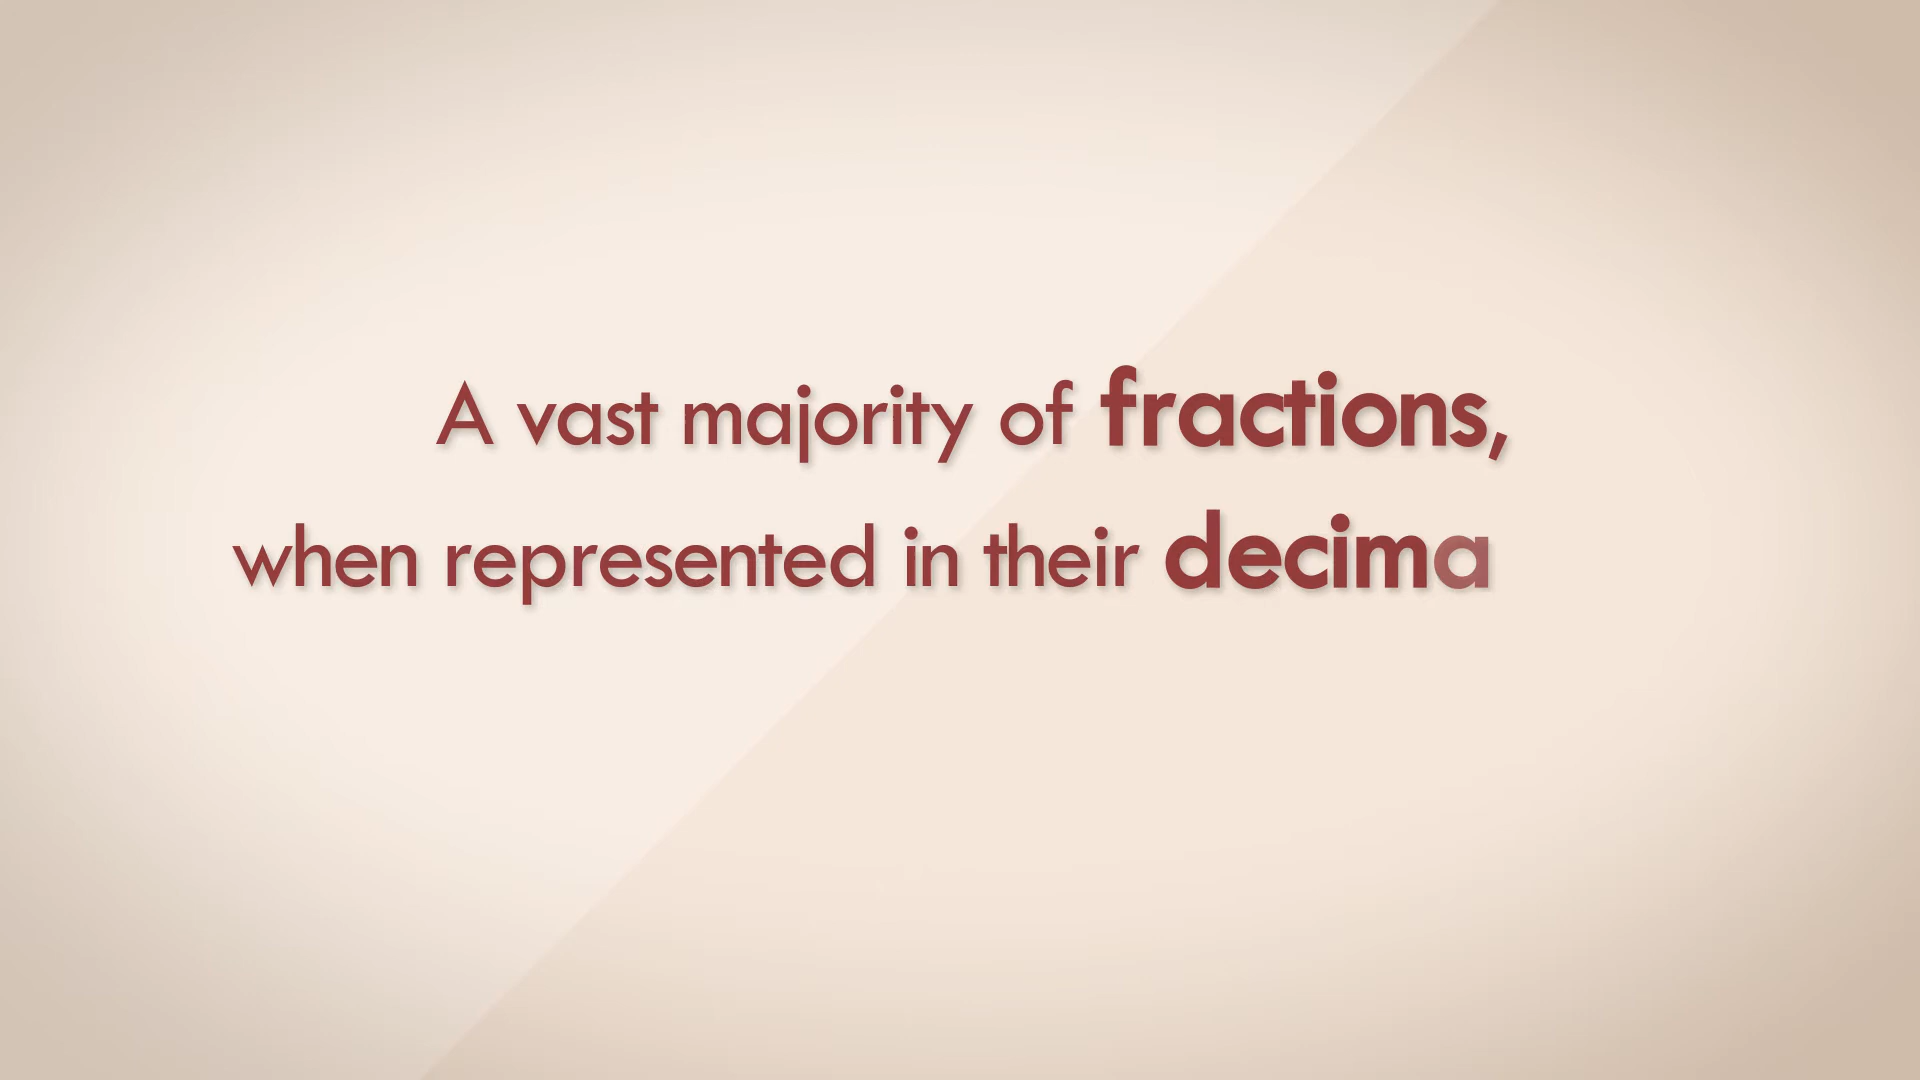 A vast majority of fractions,
when represented in their decima